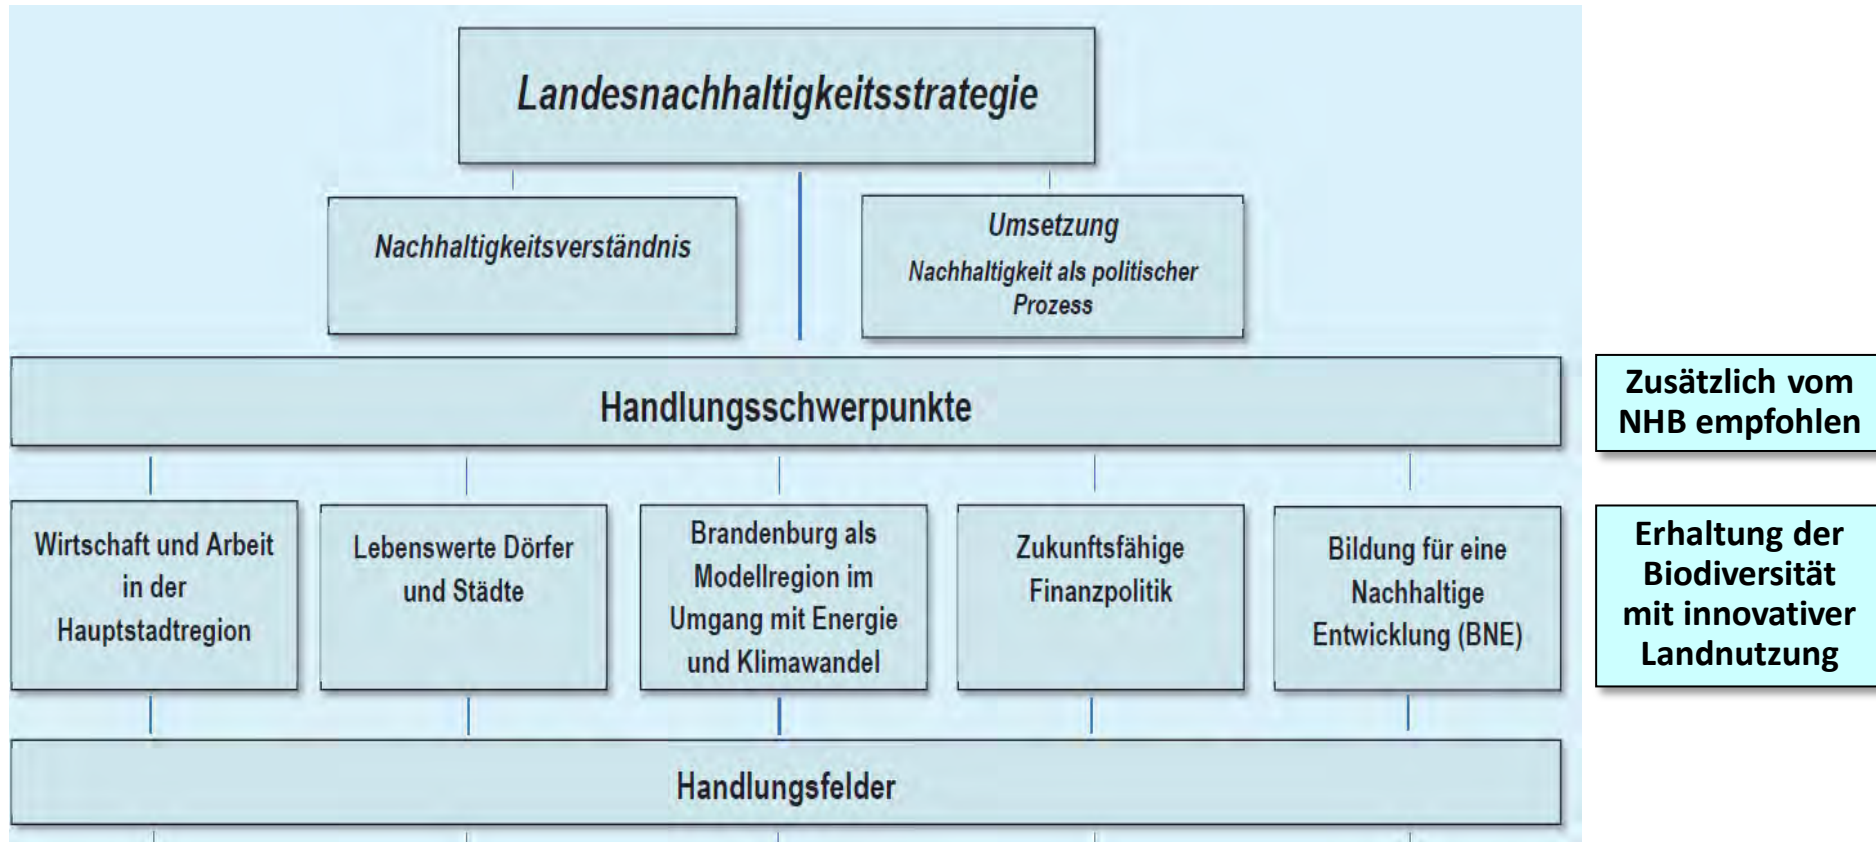 Landesnachhaltigkeitsstrategie
Nachhaltigkeitsverständnis
Umsetzung
Nachhaltigkeit als politischer
Prozess
Handlungsschwerpunkte
Zusätzlich vom
NHB empfohlen
Wirtschaft und Arbeit
in der
Hauptstadtregion
Lebenswerte Dörfer
und Städte
Brandenburg als
Modellregion im
Umgang mit Energie
und Klimawandel
Zukunftsfähige
Finanzpolitik
Bildung für eine
Nachhaltige
Entwicklung (BNE)
Erhaltung der
Biodiversität
mit innovativer
Landnutzung
Handlungsfelder